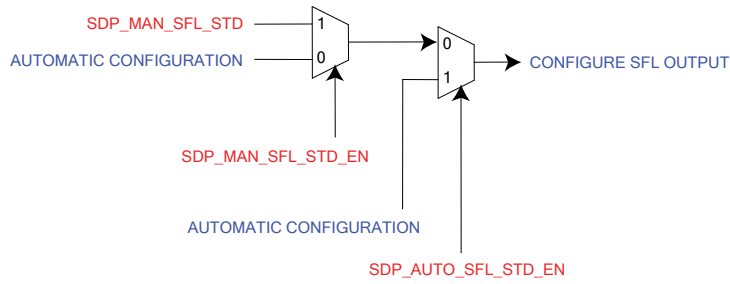 SDP_MAN_SFL_STD
1
0
AUTOMATIC CONFIGURATION
0
1
CONFIGURE SFL OUTPUT
SDP_MAN_SFL_STD_EN
AUTOMATIC CONFIGURATION
SDP_AUTO_SFL_STD_EN